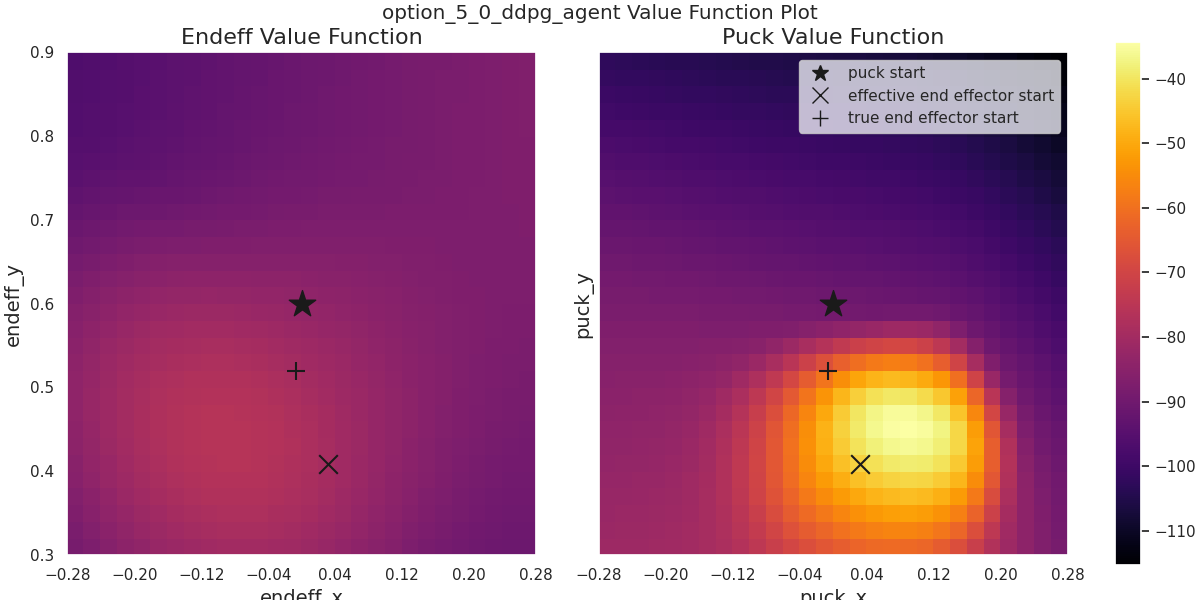 option_5_0_ddpg_agent Value Function Plot
Endeff Value Function
Puck Value Function
puck start
effective end effector start
true end effector start
0.9
0.8
0.7
0.6
0.5
0.4
0.3
endeff_y
puck_y
−0.28 −0.20 −0.12 −0.04 0.04 0.12 0.20 0.28
−0.28 −0.20 −0.12 −0.04 0.04 0.12 0.20 0.28
endeff_x
puck_x
−40
−50
−60
−70
−80
−90
−100
−110